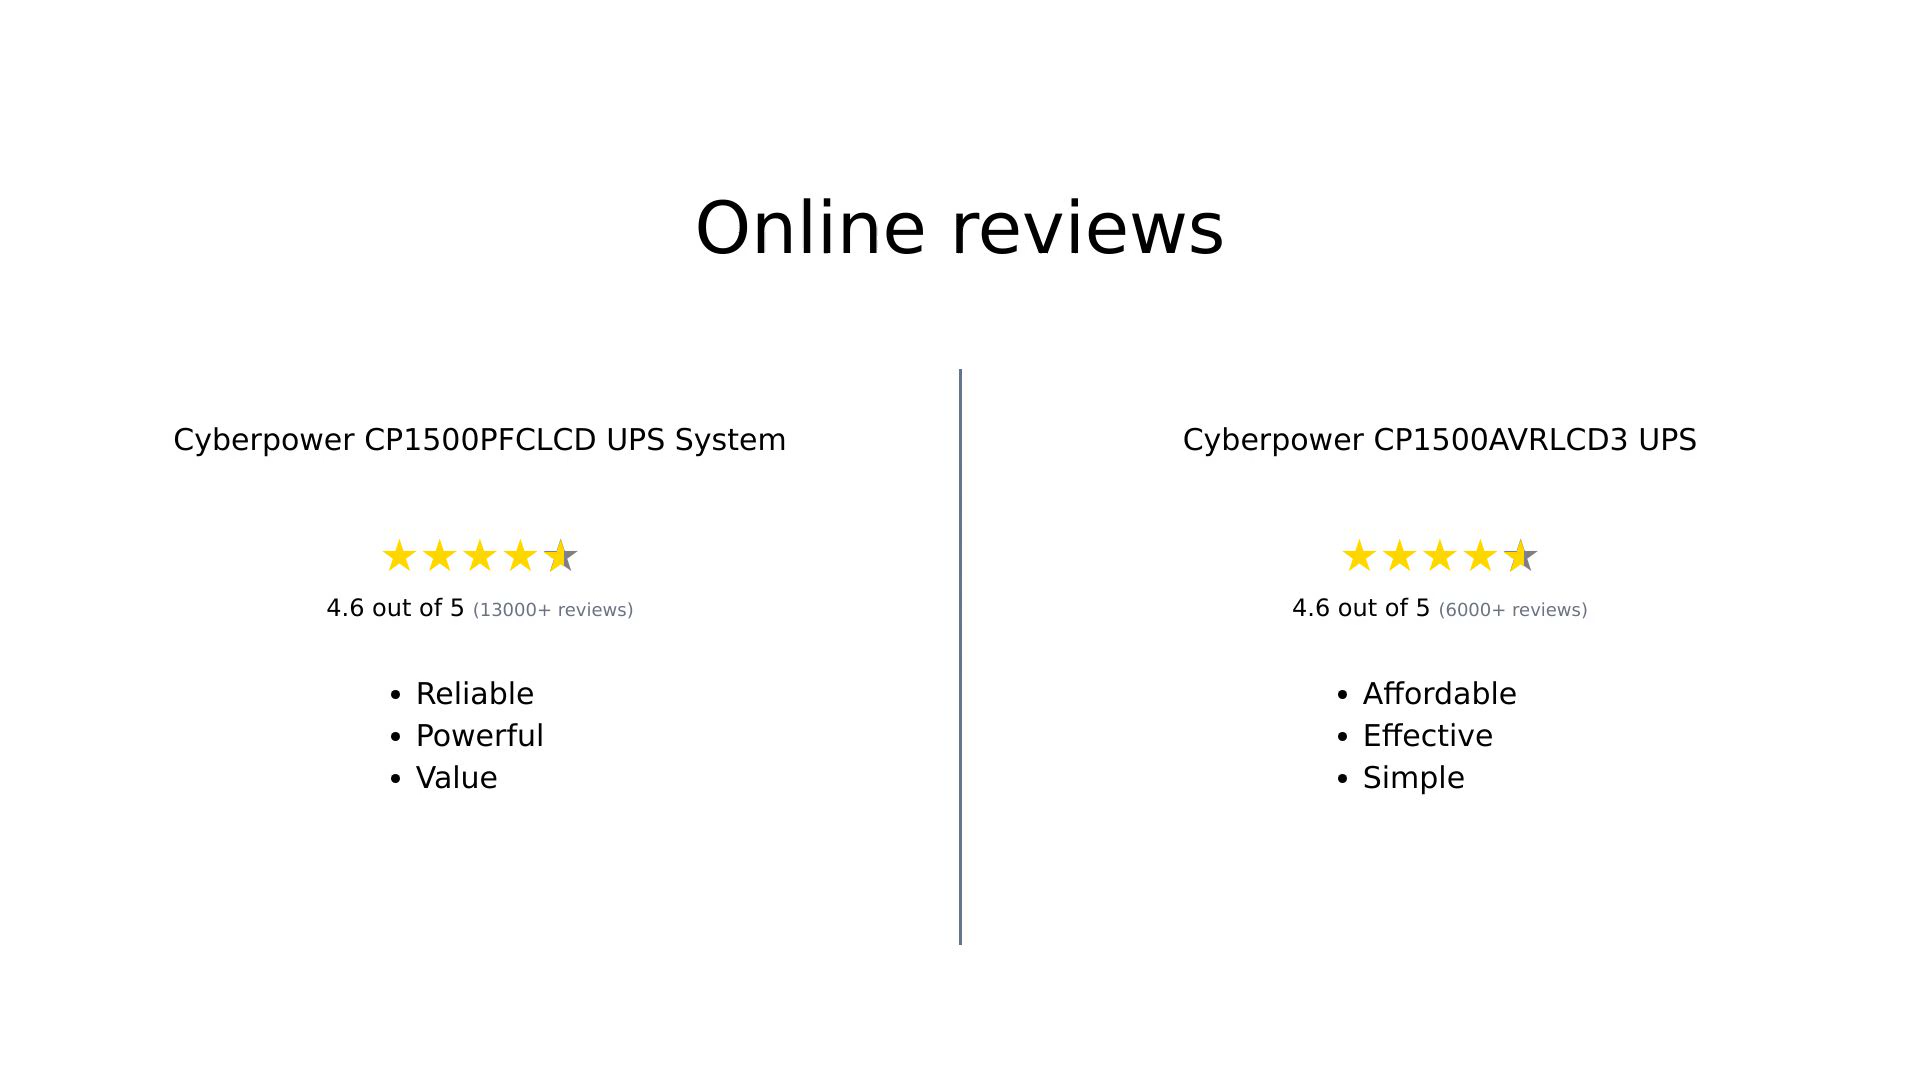 Online reviews
Cyberpower CP1500PFCLCD UPS System
4.6 out of 5 (13000+ reviews)
• Reliable
• Powerful
• Value
Cyberpower CP1500AVRLCD3 UPS
4.6 out of 5 (6000+ reviews)
• Affordable
• Effective
• Simple